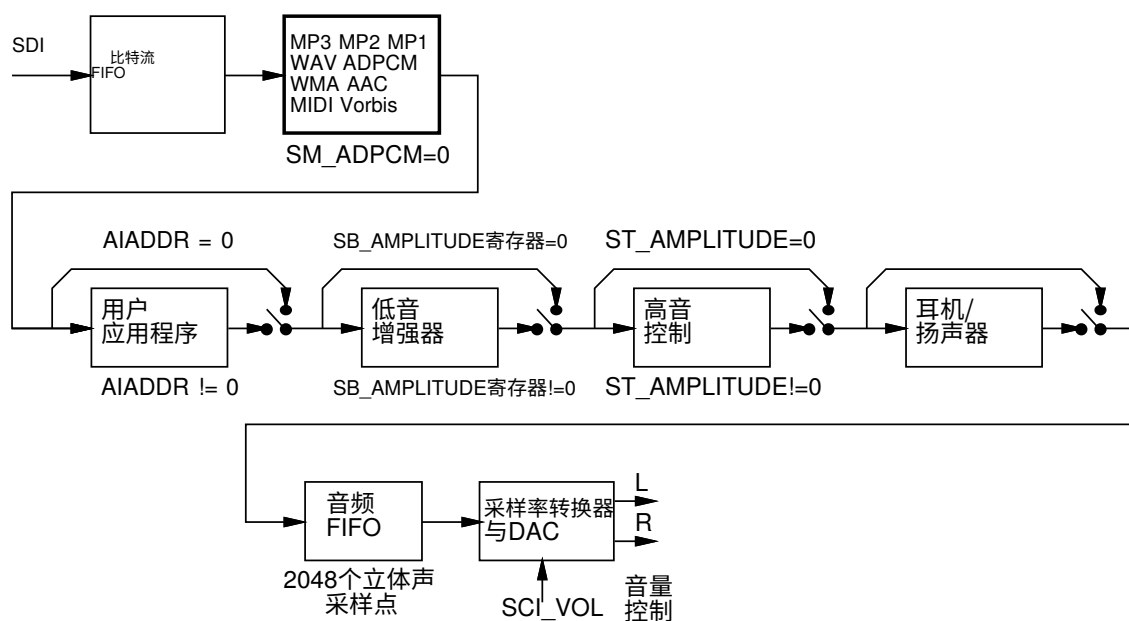 SDI
比特流
FIFO
MP3 MP2 MP1
WAV ADPCM
WMA AAC
MIDI Vorbis
SM_ADPCM=0
AIADDR = 0
SB_AMPLITUDE寄存器=0
ST_AMPLITUDE=0
用户
应用程序
低音
增强器
高音
控制
耳机/
扬声器
AIADDR != 0
SB_AMPLITUDE寄存器!=0
ST_AMPLITUDE!=0
音频
FIFO
采样率转换器
与DAC
L
R
2048个立体声
采样点
SCI_VOL
音量
控制